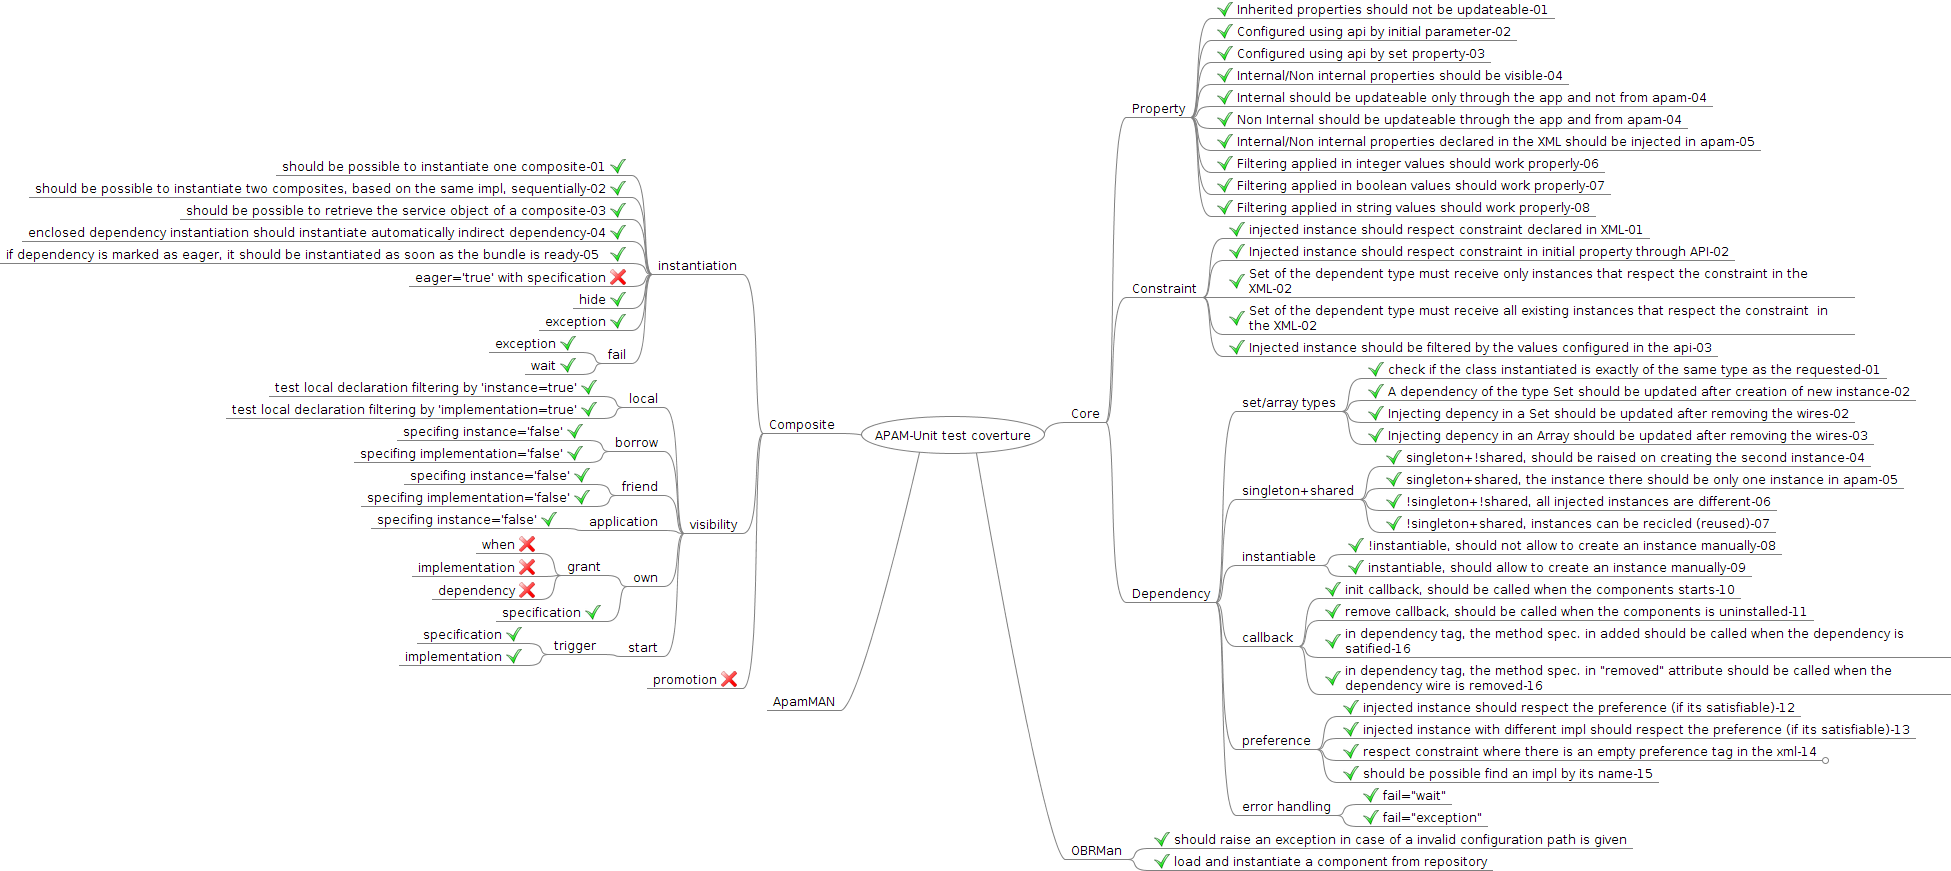 APAM-Unit test coverture
Core
Property
Inherited properties should not be updateable-01
Configured using api by initial parameter-02
Configured using api by set property-03
Internal/Non internal properties should be visible-04
Internal should be updateable only through the app and not from apam-04
Non Internal should be updateable through the app and from apam-04
Internal/Non internal properties declared in the XML should be injected in apam-05
Filtering applied in integer values should work properly-06
Filtering applied in boolean values should work properly-07
Filtering applied in string values should work properly-08
Constraint
injected instance should respect constraint declared in XML-01
Injected instance should respect constraint in initial property through API-02
Set of the dependent type must receive only instances that respect the constraint in the
XML-02
Set of the dependent type must receive all existing instances that respect the constraint  in
the XML-02
Injected instance should be filtered by the values configured in the api-03
Dependency
set/array types
check if the class instantiated is exactly of the same type as the requested-01
A dependency of the type Set should be updated after creation of new instance-02
Injecting depency in a Set should be updated after removing the wires-02
Injecting depency in an Array should be updated after removing the wires-03
singleton+shared
singleton+!shared, should be raised on creating the second instance-04
singleton+shared, the instance there should be only one instance in apam-05
!singleton+!shared, all injected instances are different-06
!singleton+shared, instances can be recicled (reused)-07
instantiable
!instantiable, should not allow to create an instance manually-08
instantiable, should allow to create an instance manually-09
callback
init callback, should be called when the components starts-10
remove callback, should be called when the components is uninstalled-11
in dependency tag, the method spec. in added should be called when the dependency is
satified-16
in dependency tag, the method spec. in "removed" attribute should be called when the
dependency wire is removed-16
preference
injected instance should respect the preference (if its satisfiable)-12
injected instance with different impl should respect the preference (if its satisfiable)-13
respect constraint where there is an empty preference tag in the xml-14
should be possible find an impl by its name-15
error handling
fail="wait"
fail="exception"
OBRMan
should raise an exception in case of a invalid configuration path is given
load and instantiate a component from repository
Composite
instantiation
should be possible to instantiate one composite-01
should be possible to instantiate two composites, based on the same impl, sequentially-02
should be possible to retrieve the service object of a composite-03
enclosed dependency instantiation should instantiate automatically indirect dependency-04
if dependency is marked as eager, it should be instantiated as soon as the bundle is ready-05
eager='true' with specification
hide
exception
fail
exception
wait
visibility
local
test local declaration filtering by 'instance=true'
test local declaration filtering by 'implementation=true'
borrow
specifing instance='false'
specifing implementation='false'
friend
specifing instance='false'
specifing implementation='false'
application
specifing instance='false'
own
grant
when
implementation
dependency
specification
start
trigger
specification
implementation
promotion
ApamMAN